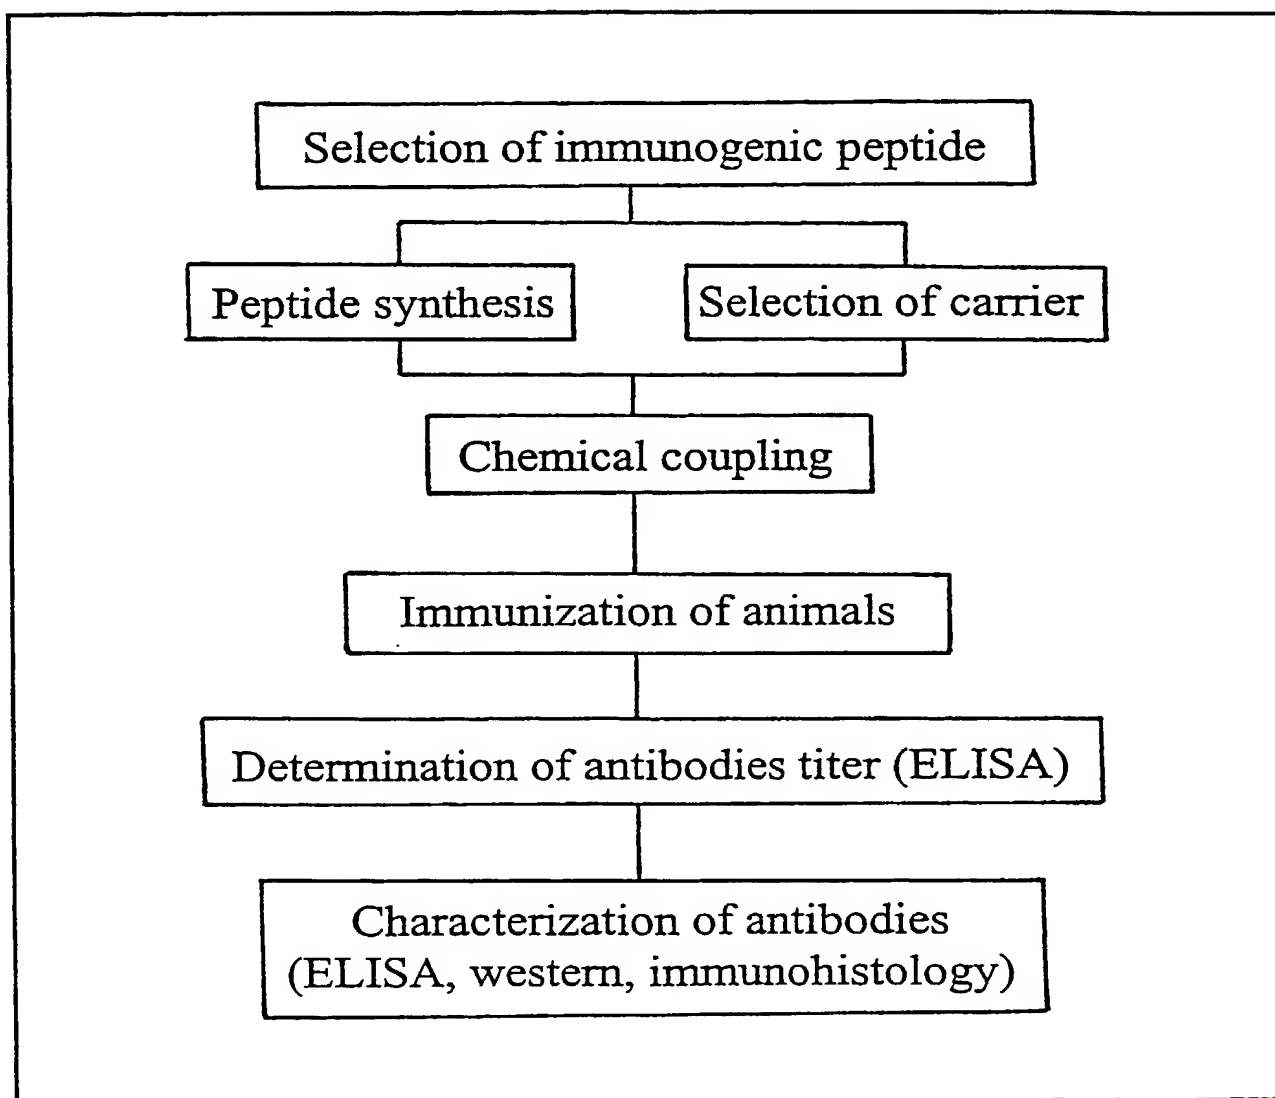 Selection of immunogenic peptide
Peptide synthesis
Selection of carrier
Chemical coupling
Immunization of animals
Determination of antibodies titer (ELISA)
Characterization of antibodies
(ELISA, western, immunohistology)